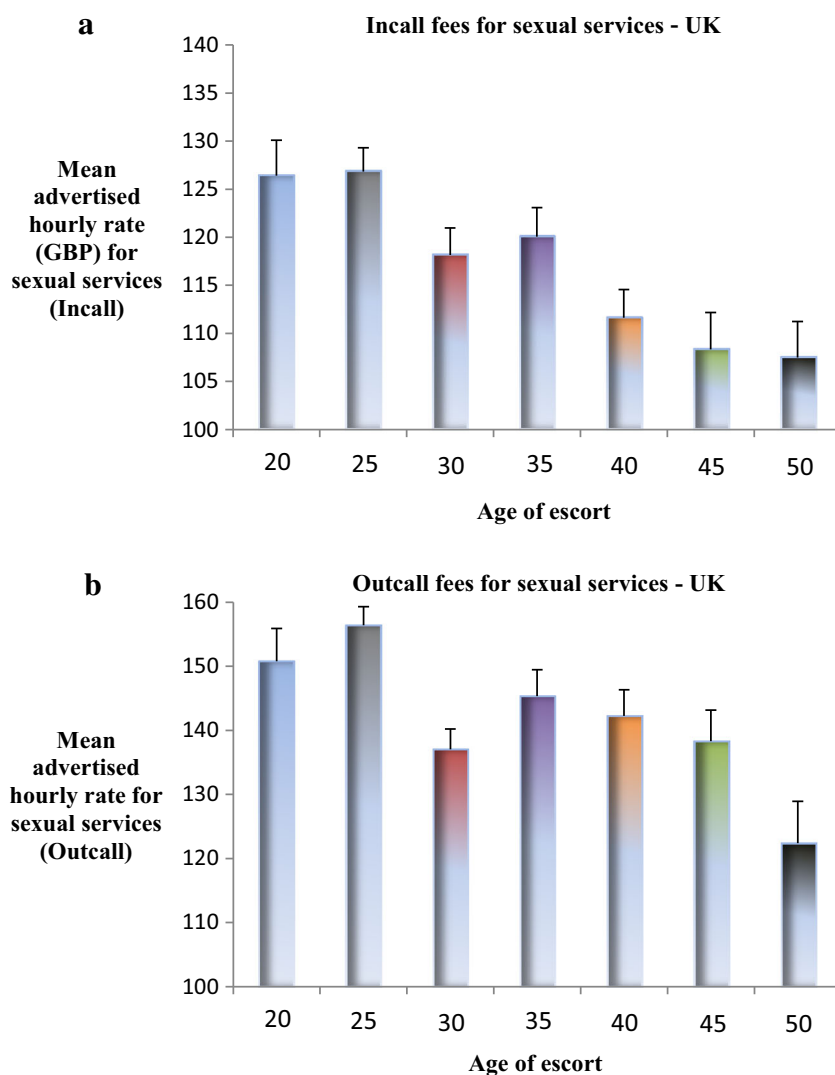 a
Incall fees for sexual services - UK
140
135
130
125
120
115
110
105
100
Mean
advertised
hourly rate
(GBP) for
sexual services
(Incall)
20 25 30 35 40 45 50
Age of escort
b
Outcall fees for sexual services - UK
160
150
140
130
120
110
100
Mean
advertised
hourly rate for
sexual services
(Outcall)
20 25 30 35 40 45 50
Age of escort